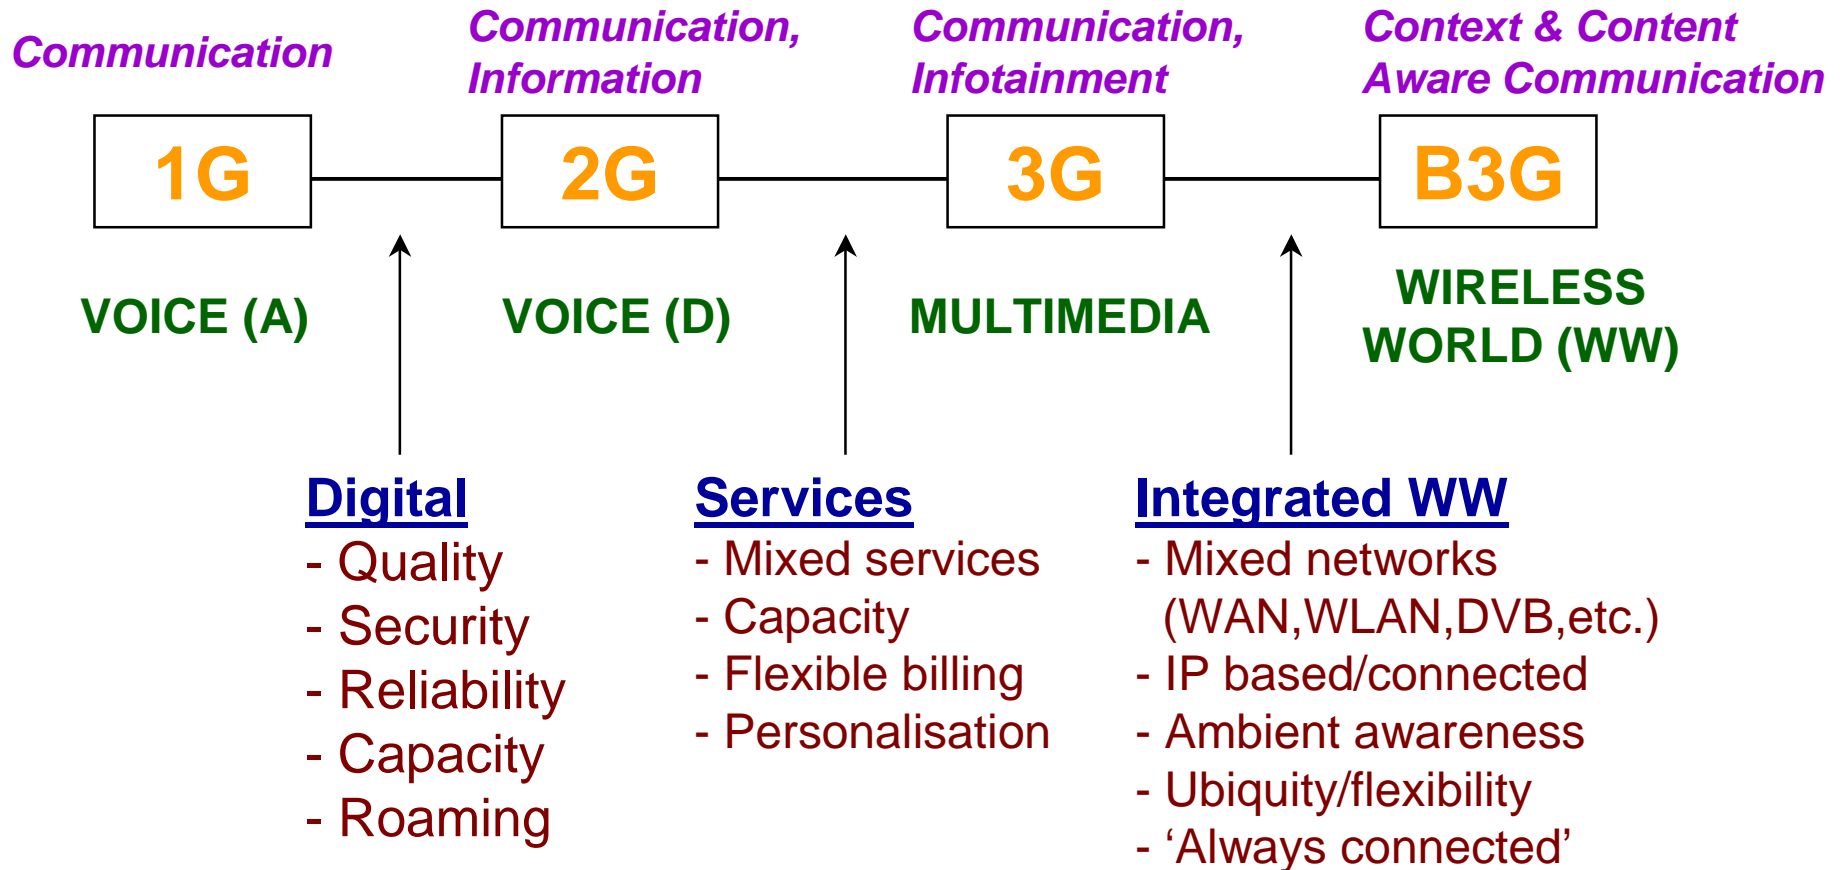 Communication
Communication,
Information
Communication,
Infotainment
Context & Content
Aware Communication
1G
2G
3G
B3G
VOICE (A)
VOICE (D)
MULTIMEDIA
WIRELESS
WORLD (WW)
Digital
- Quality
- Security
- Reliability
- Capacity
- Roaming
Services
- Mixed services
- Capacity
- Flexible billing
- Personalisation
Integrated WW
- Mixed networks
(WAN,WLAN,DVB,etc.)
- IP based/connected
- Ambient awareness
- Ubiquity/flexibility
- ‘Always connected’